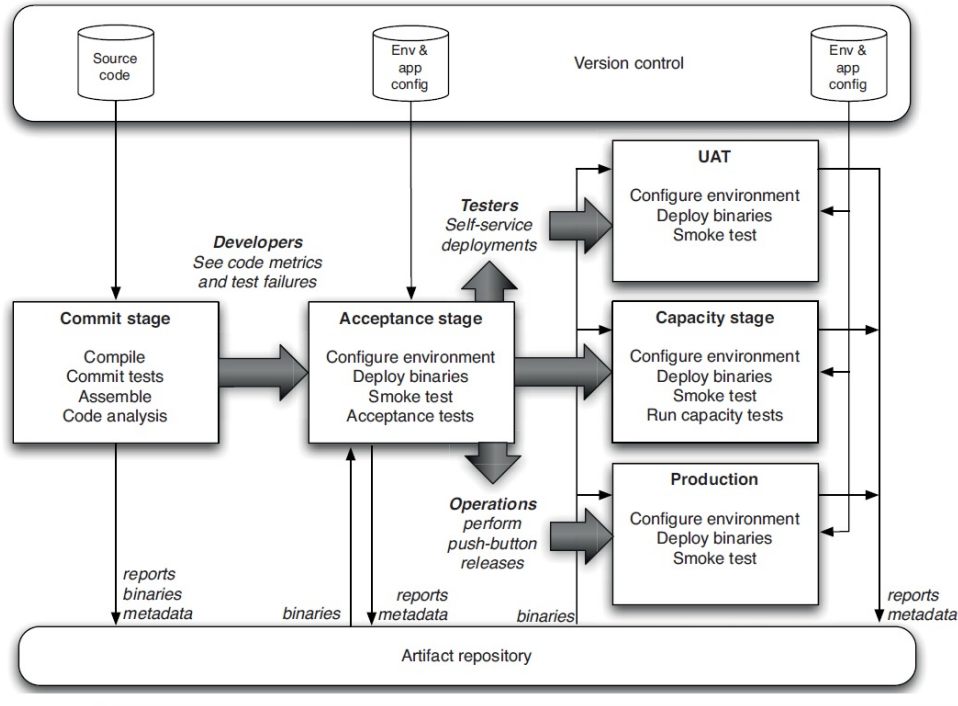 Source
code
Env &
app
config
Version control
Env &
app
config
UAT
Configure environment
Deploy binaries
Smoke test
Testers
Self-service
deployments
Developers
See code metrics
and test failures
Commit stage
Compile
Commit tests
Assemble
Code analysis
Acceptance stage
Configure environment
Deploy binaries
Smoke test
Acceptance tests
Capacity stage
Configure environment
Deploy binaries
Smoke test
Run capacity tests
Operations
perform
push-button
releases
Production
Configure environment
Deploy binaries
Smoke test
reports
binaries
metadata
binaries
reports
metadata
binaries
reports
metadata
Artifact repository